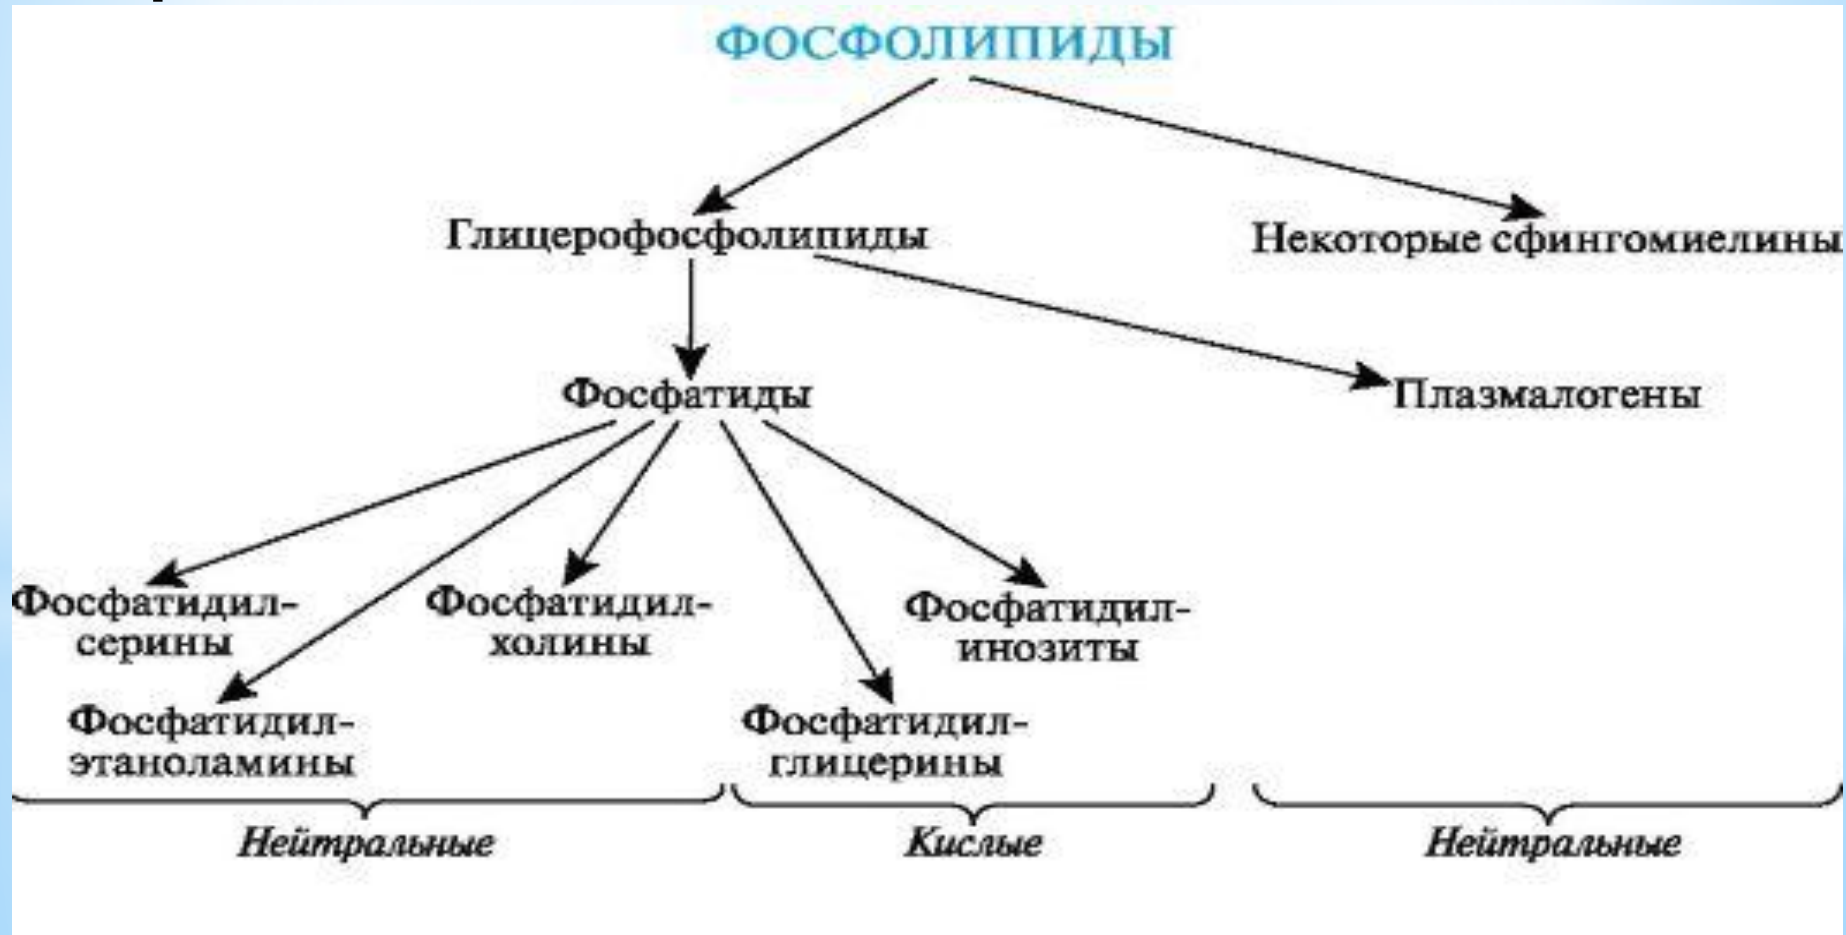 ФОСФОЛИПИДЫ
Глицерофосфолипиды
Некоторые сфингомиелины
Фосфатиды
Плазмалогены
Фосфатидил-
серины
Фосфатидил-
холины
Фосфатидил-
инозиты
Фосфатидил-
этаноламины
Фосфатидил-
глицерины
Нейтральные
Кислые
Нейтральные